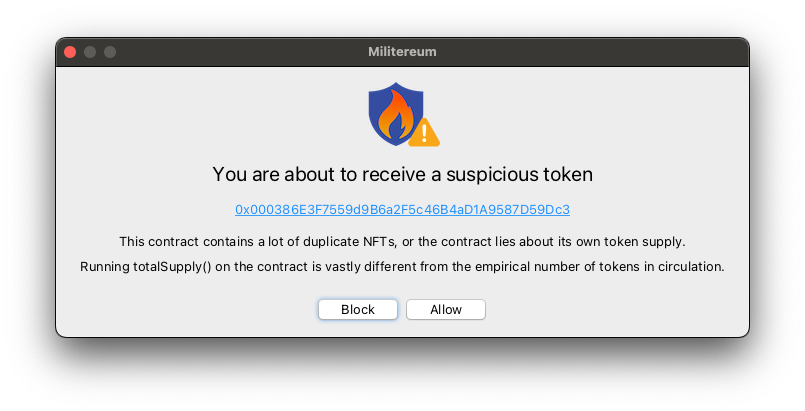 Militereum
You are about to receive a suspicious token
0x000386E3F7559d9B6a2F5c46B4aD1A9587D59Dc3
This contract contains a lot of duplicate NFTs, or the contract lies about its own token supply.
Running totalSupply() on the contract is vastly different from the empirical number of tokens in circulation.
Block
Allow